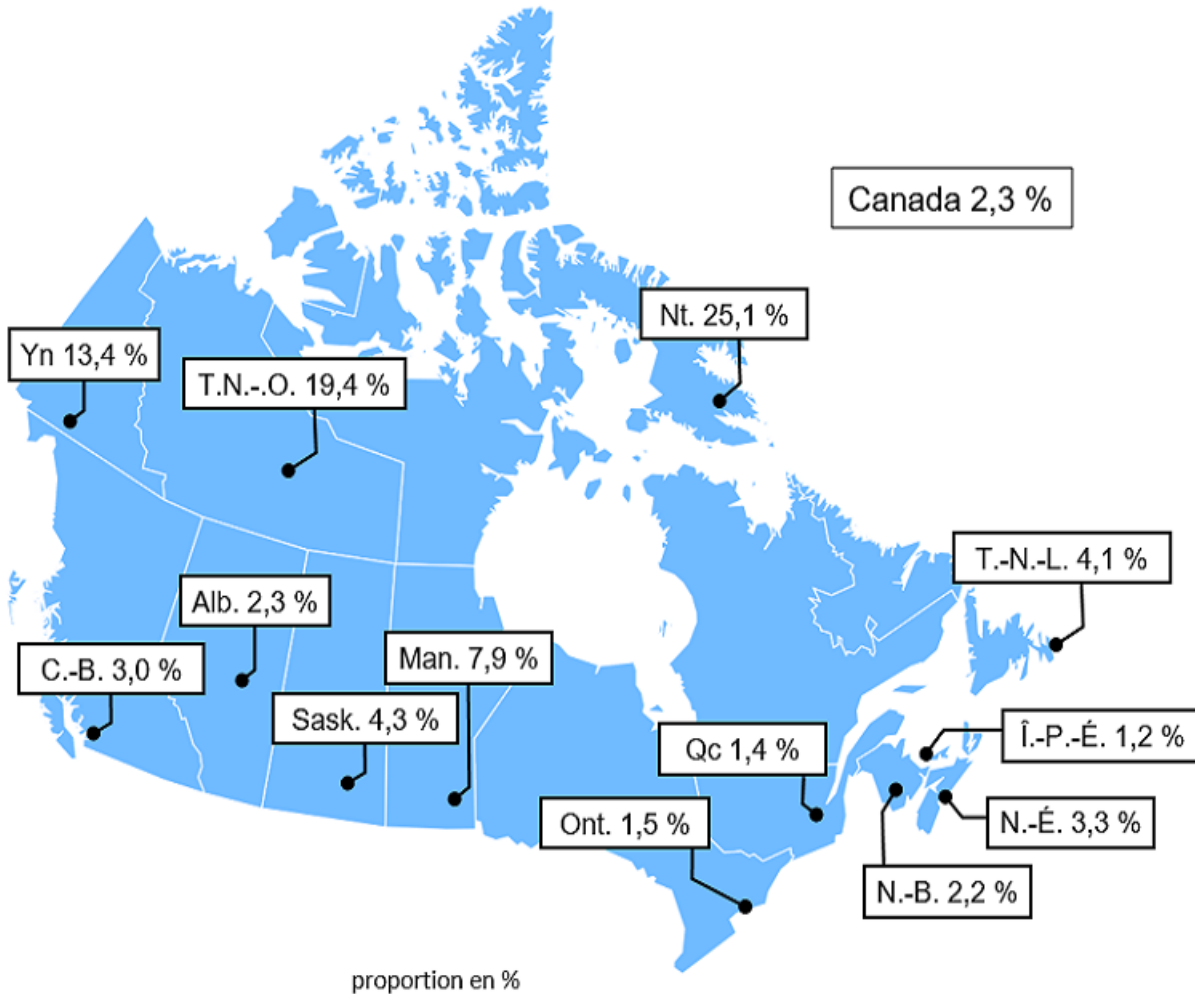 Canada 2,3 %
Nt. 25,1 %
Yn 13,4 %
T.N.-.O. 19,4 %
T.-N.-L. 4,1 %
Alb. 2,3 %
Man. 7,9 %
C.-B. 3,0 %
Sask. 4,3 %
Qc 1,4 %
Î.-P.-É. 1,2 %
Ont. 1,5 %
N.-É. 3,3 %
N.-B. 2,2 %
proportion en %